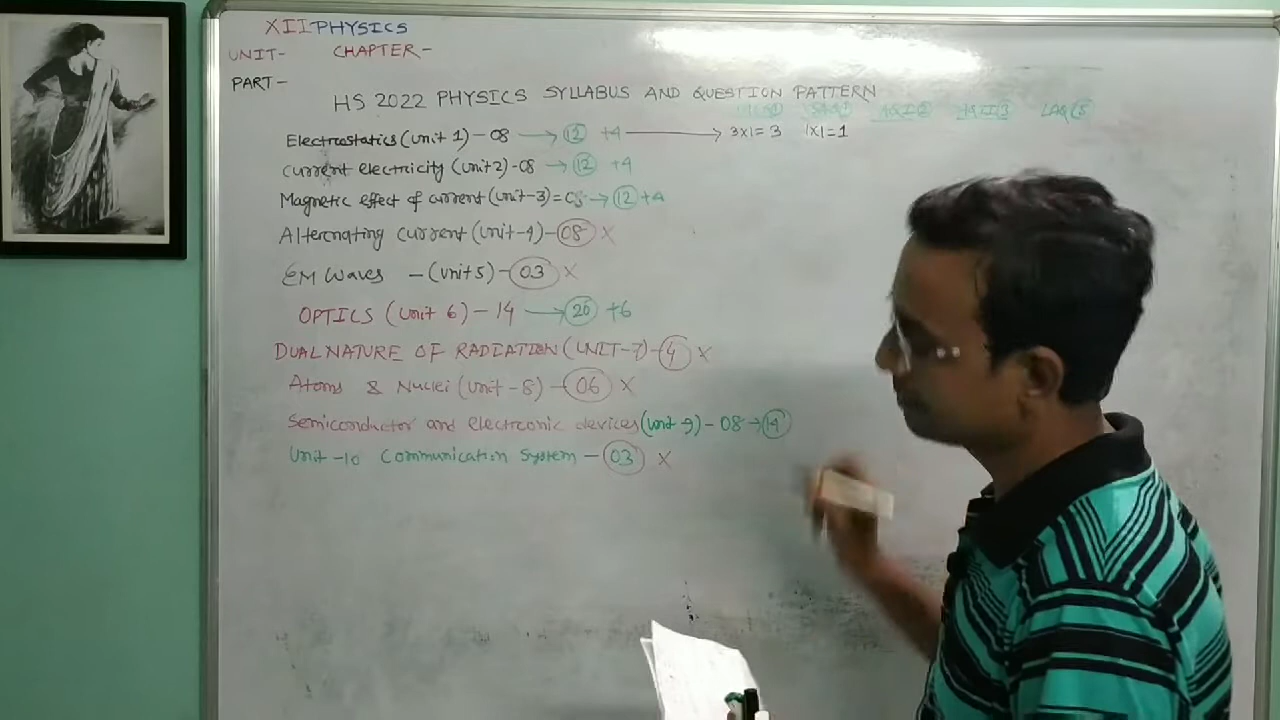 XII PHYSICS
UNIT- CHAPTER-
PART-
HS 2022 PHYSICS SYLLABUS AND QUESTION PATTERN
LAQ(5)
Electrostatics (unit 1) - 08 → 12 +4 → 3x1= 3 1x1=1
Current electricity (unit2) - 08 → 12 +4
Magnetic effect of current (unit-3) = 08 → 12 +4
Alternating current (unit-4) - 08 X
EM Waves - (unit 5) - 03 X
OPTICS (unit 6) - 14 → 20 +6
DUAL NATURE OF RADIATION (UNIT-7) - 4 X
Atoms & Nuclei (unit - 8) - 06 X
Semiconductor and electronic devices (unit 9) - 08 → 14
Unit -10 Communication System - 03 X